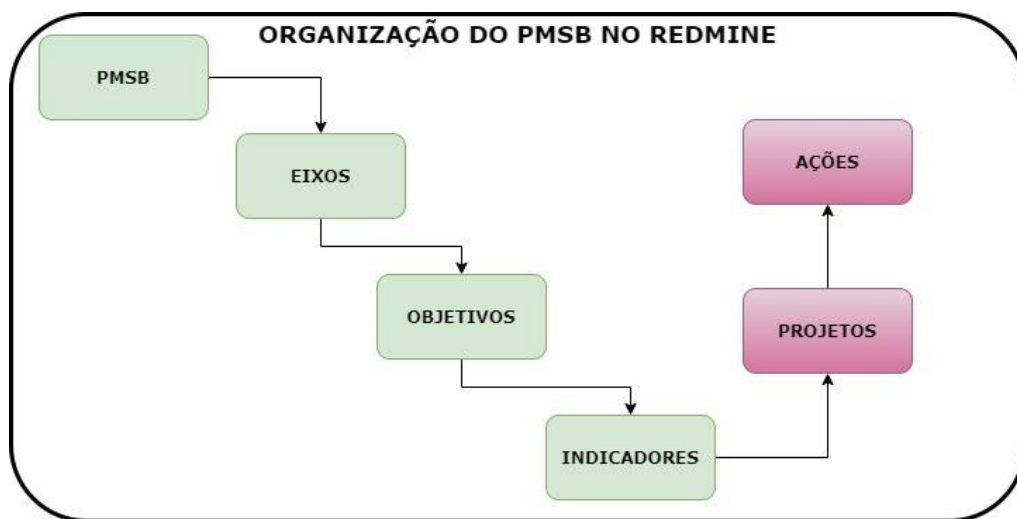 ORGANIZAÇÃO DO PMSB NO REDMINE
PMSB
EIXOS
AÇÕES
OBJETIVOS
PROJETOS
INDICADORES